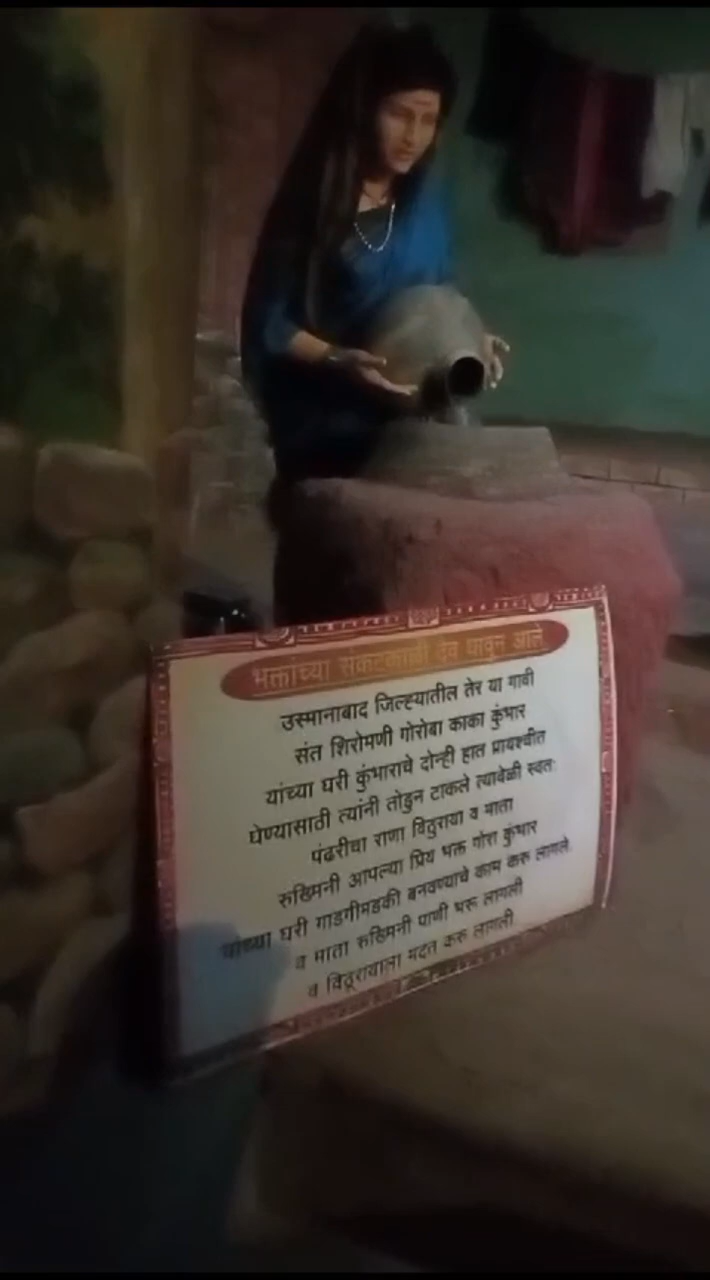 भक्तांच्या संकटकाळी देव धावून आले
उस्मानाबाद जिल्ह्यातील तेर या गावी
संत शिरोमणी गोरोबा काका कुंभार
यांच्या घरी कुंभाराचे दोन्ही हात प्रायश्चीत
घेण्यासाठी त्यांनी तोडुन टाकले त्यावेळी स्वतः
पंढरीचा राणा विठुराया व माता
रुख्मिनी आपल्या प्रिय भक्त गोरा कुंभार
यांच्या घरी गाडगीमडकी बनवण्याचे काम करू लागले.
व माता रुख्मिनी पाणी भरू लागली
व विठूरायाला मदत करु लागली